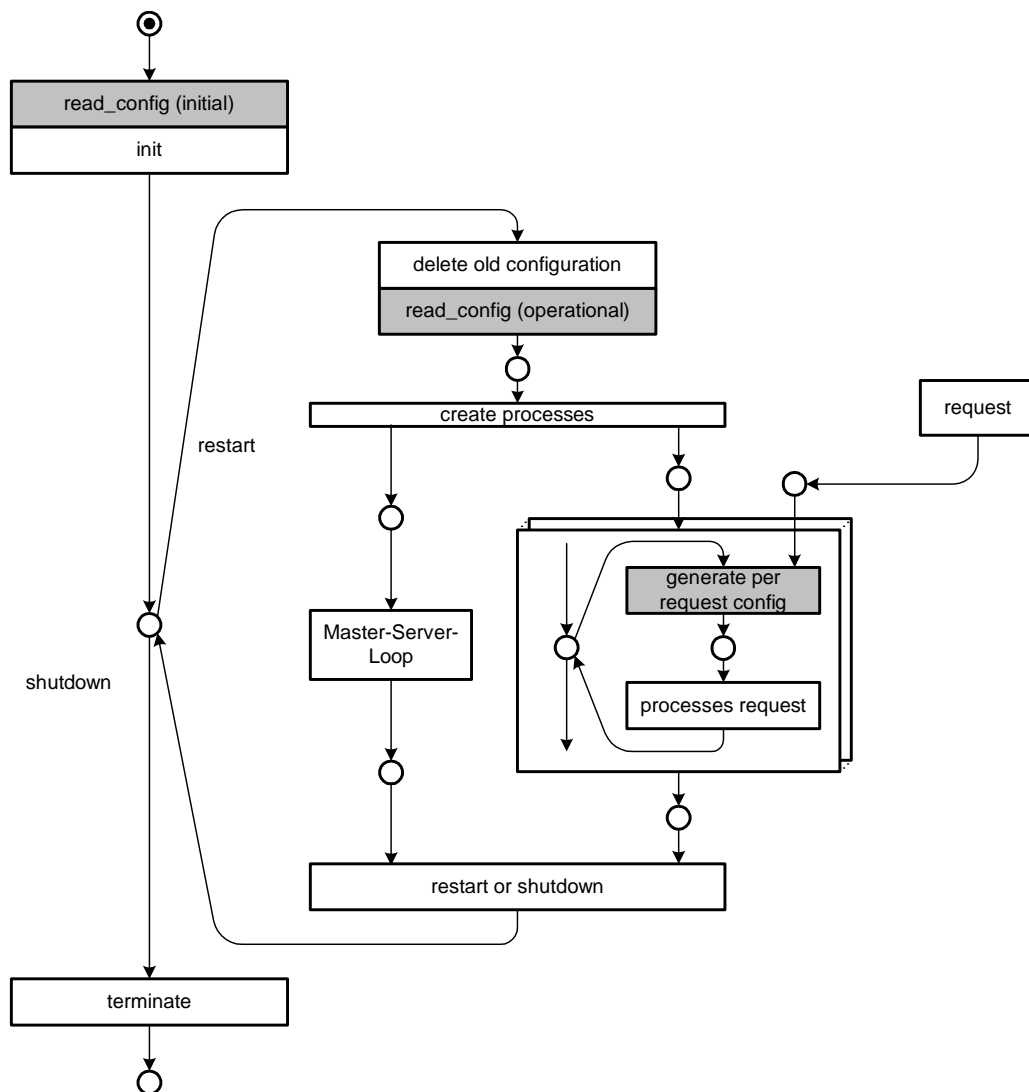 read_config (initial)
init
delete old configuration
read_config (operational)
create processes
request
restart
generate per
request config
Master-Server-
Loop
shutdown
processes request
restart or shutdown
terminate